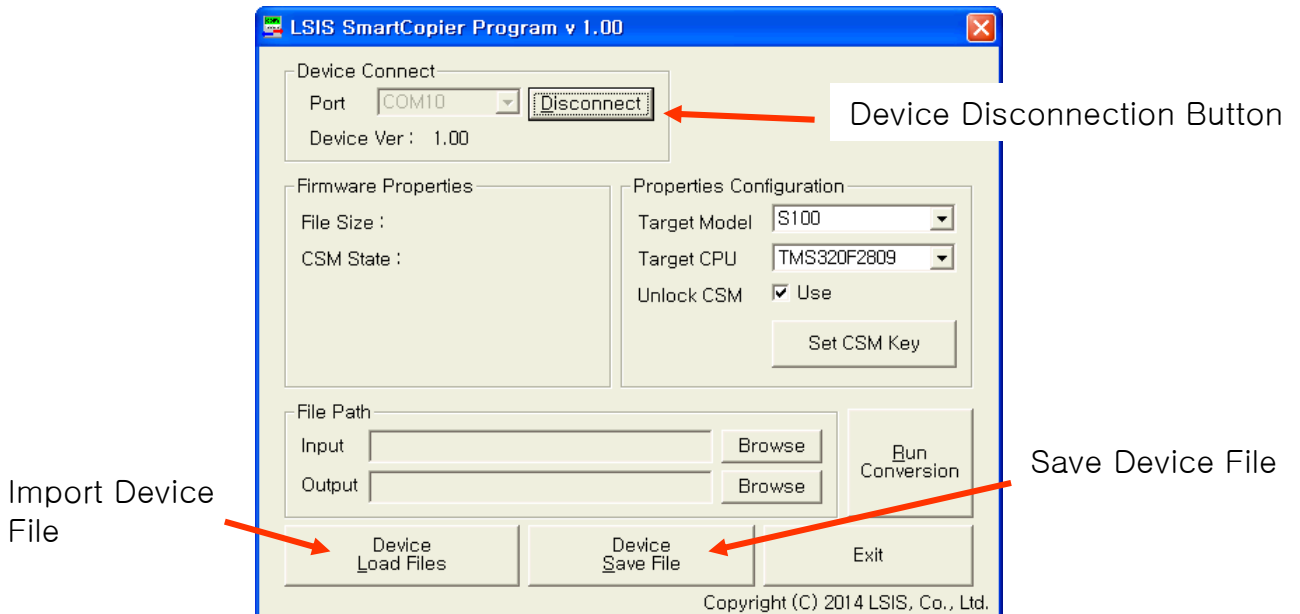 LSIS SmartCopier Program v 1.00
Device Connect
Port COM10 Disconnect
Device Ver : 1.00
Device Disconnection Button
Firmware Properties
File Size :
CSM State :
Properties Configuration
Target Model S100
Target CPU TMS320F2809
Unlock CSM Use
Set CSM Key
File Path
Input Browse
Output Browse
Run
Conversion
Save Device File
Import Device
File
Device
Load Files
Device
Save File
Exit
Copyright (C) 2014 LSIS, Co., Ltd.